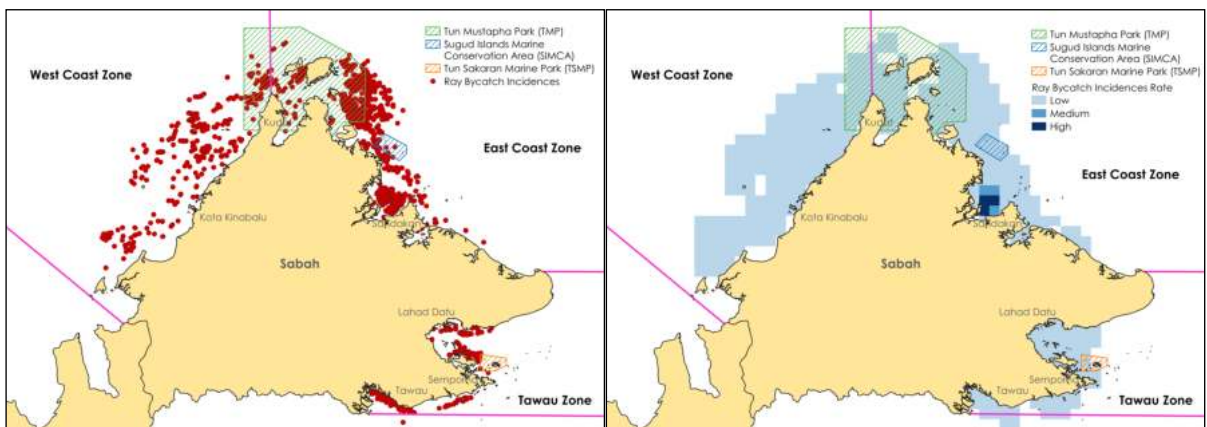 Tun Mustapha Park (TMP)
Sugud Islands Marine
Conservation Area (SIMCA)
Tun Sakaran Marine Park (TSMP)
Ray Bycatch Incidences
West Coast Zone
East Coast Zone
Kudat
Kota Kinabalu
Sandakan
Sabah
Lahad Datu
Semporna
Tawau
Tawau Zone
Tun Mustapha Park (TMP)
Sugud Islands Marine
Conservation Area (SIMCA)
Tun Sakaran Marine Park (TSMP)
Ray Bycatch Incidences Rate
Low
Medium
High
West Coast Zone
East Coast Zone
Kudat
Kota Kinabalu
Sandakan
Sabah
Lahad Datu
Semporna
Tawau
Tawau Zone